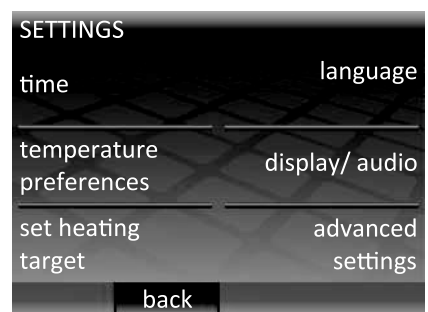 SETTINGS
time
language
temperature
preferences
display/ audio
set heating
target
advanced
settings
back